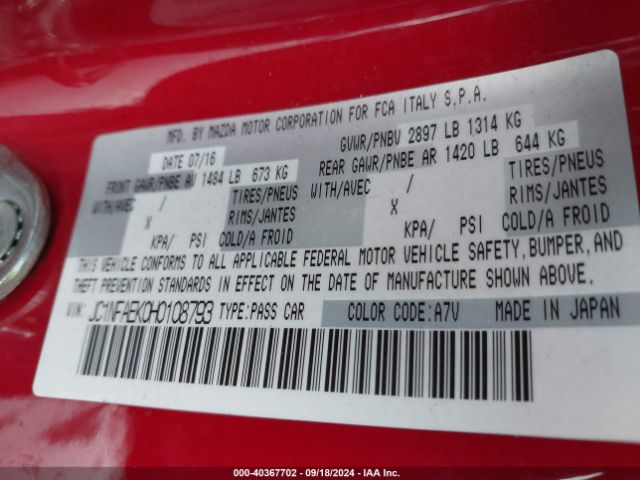 MFD. BY MAZDA MOTOR CORPORATION FOR FCA ITALY S.P.A.
DATE 07/16 GVWR/PNBV 2897 LB 1314 KG
FRONT GAWR/PNBE AV 1484 LB 673 KG REAR GAWR/PNBE AR 1420 LB 644 KG
WITH/AVEC / TIRES/PNEUS WITH/AVEC / TIRES/PNEUS
X RIMS/JANTES X RIMS/JANTES
KPA/ PSI COLD/A FROID KPA/ PSI COLD/A FROID
THIS VEHICLE CONFORMS TO ALL APPLICABLE FEDERAL MOTOR VEHICLE SAFETY, BUMPER, AND
THEFT PREVENTION STANDARDS IN EFFECT ON THE DATE OF MANUFACTURE SHOWN ABOVE.
VIN: JC1NFAEK0H0108793 TYPE:PASS CAR COLOR CODE:A7V MADE IN JAPAN
000-40367702 - 09/18/2024 - IAA Inc.